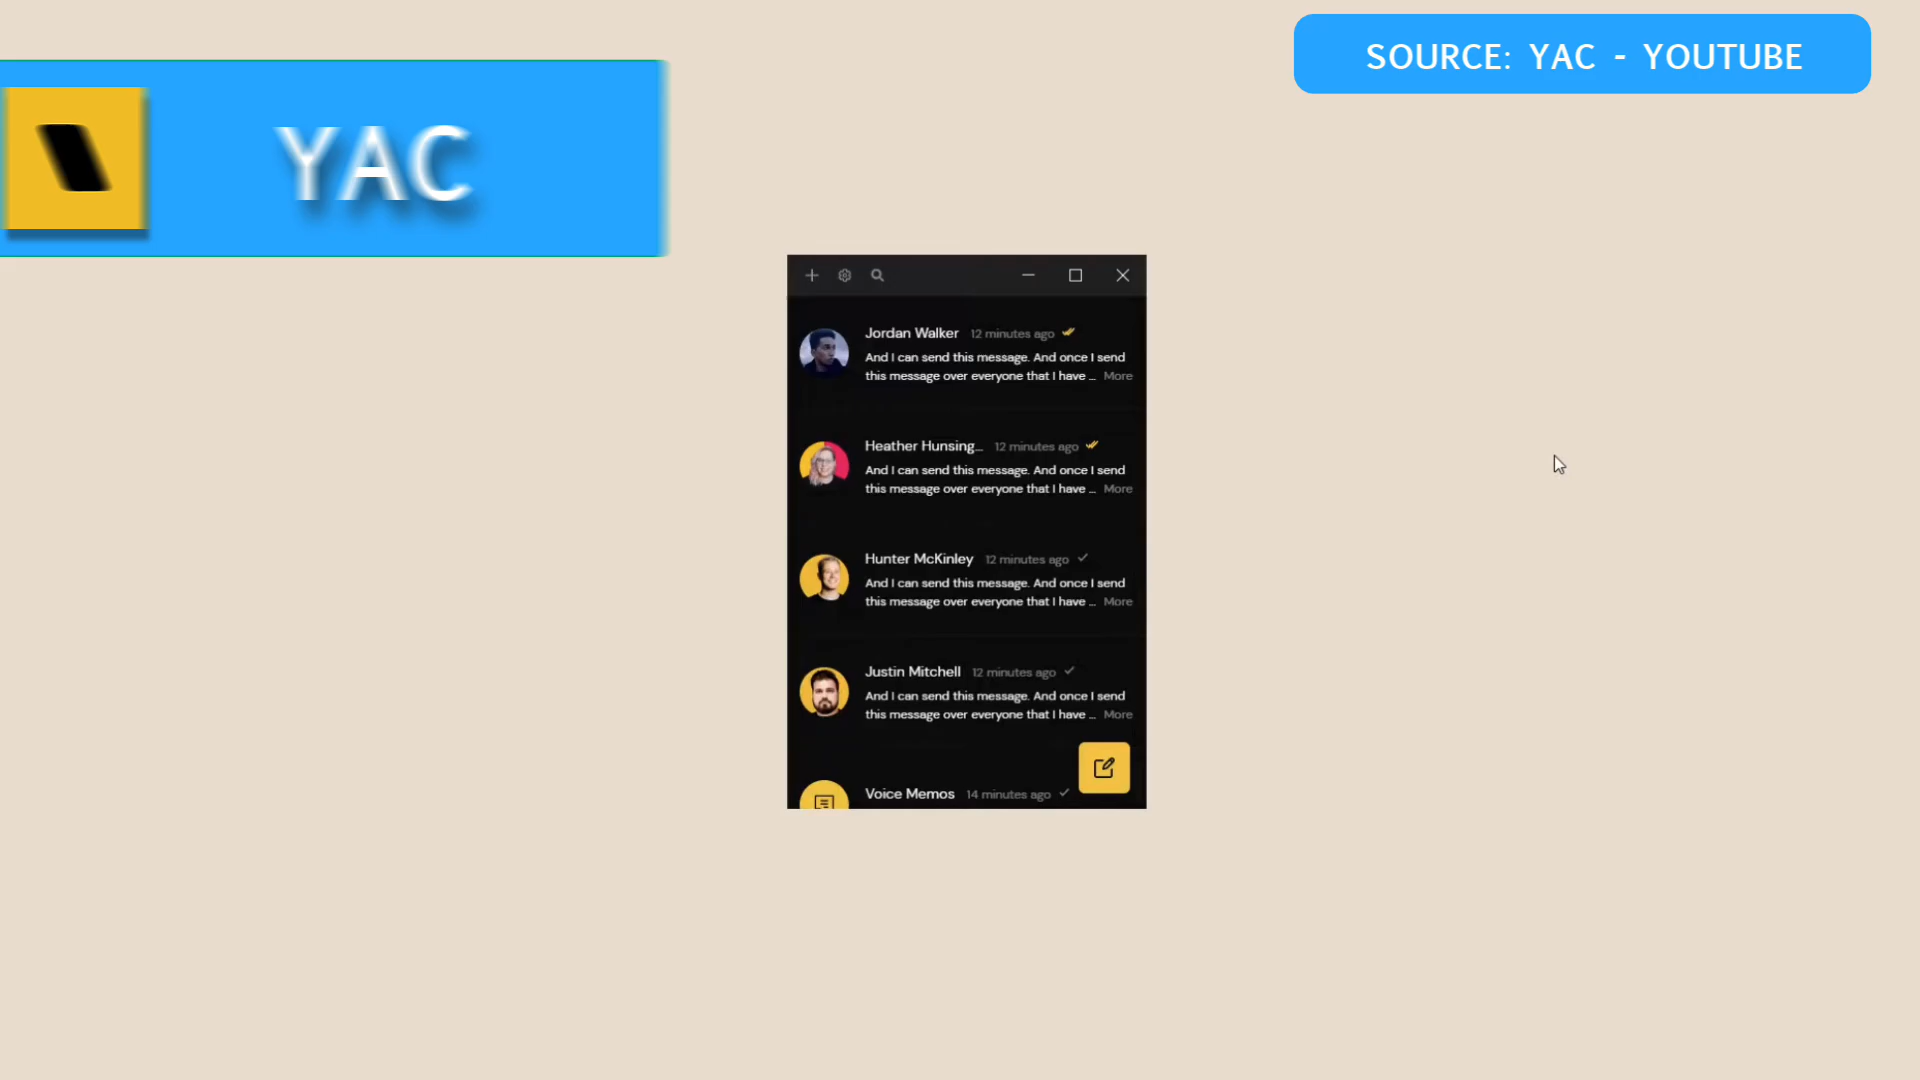 SOURCE: YAC - YOUTUBE
YAC
Jordan Walker 12 minutes ago
And I can send this message. And once I send
this message over everyone that I have ... More
Heather Hunsing... 12 minutes ago
And I can send this message. And once I send
this message over everyone that I have ... More
Hunter McKinley 12 minutes ago
And I can send this message. And once I send
this message over everyone that I have ... More
Justin Mitchell 12 minutes ago
And I can send this message. And once I send
this message over everyone that I have ... More
Voice Memos 14 minutes ago